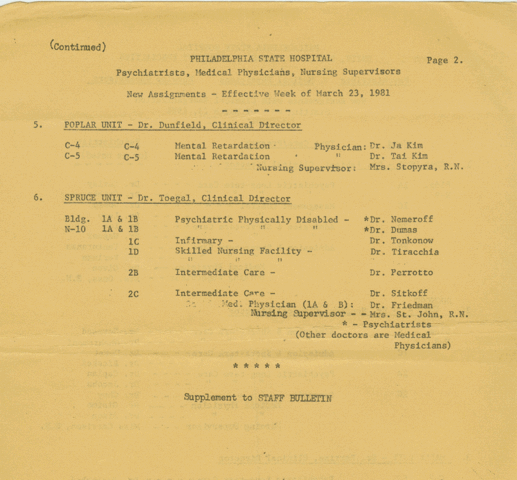 (Continued)
PHILADELPHIA STATE HOSPITAL Page 2.
Psychiatrists, Medical Physicians, Nursing Supervisors
New Assignments - Effective Week of March 23, 1981
- - - - - - -
5. POPLAR UNIT - Dr. Dunfield, Clinical Director
C-4 C-4 Mental Retardation - Physician: Dr. Ja Kim
C-5 C-5 Mental Retardation " Dr. Tai Kim
Nursing Supervisor: Mrs. Stopyra, R.N.
6. SPRUCE UNIT - Dr. Toegal, Clinical Director
Bldg. 1A & 1B Psychiatric Physically Disabled - *Dr. Nemeroff
N-10 1A & 1B " " " *Dr. Dumas
1C Infirmary - Dr. Tonkonow
1D Skilled Nursing Facility - Dr. Tiracchia
" " "
2B Intermediate Care - Dr. Perrotto
2C Intermediate Care - Dr. Sitkoff
Med. Physician (1A & B): Dr. Friedman
Nursing Supervisor - - Mrs. St. John, R.N.
* - Psychiatrists
(Other doctors are Medical
Physicians)
* * * * *
Supplement to STAFF BULLETIN